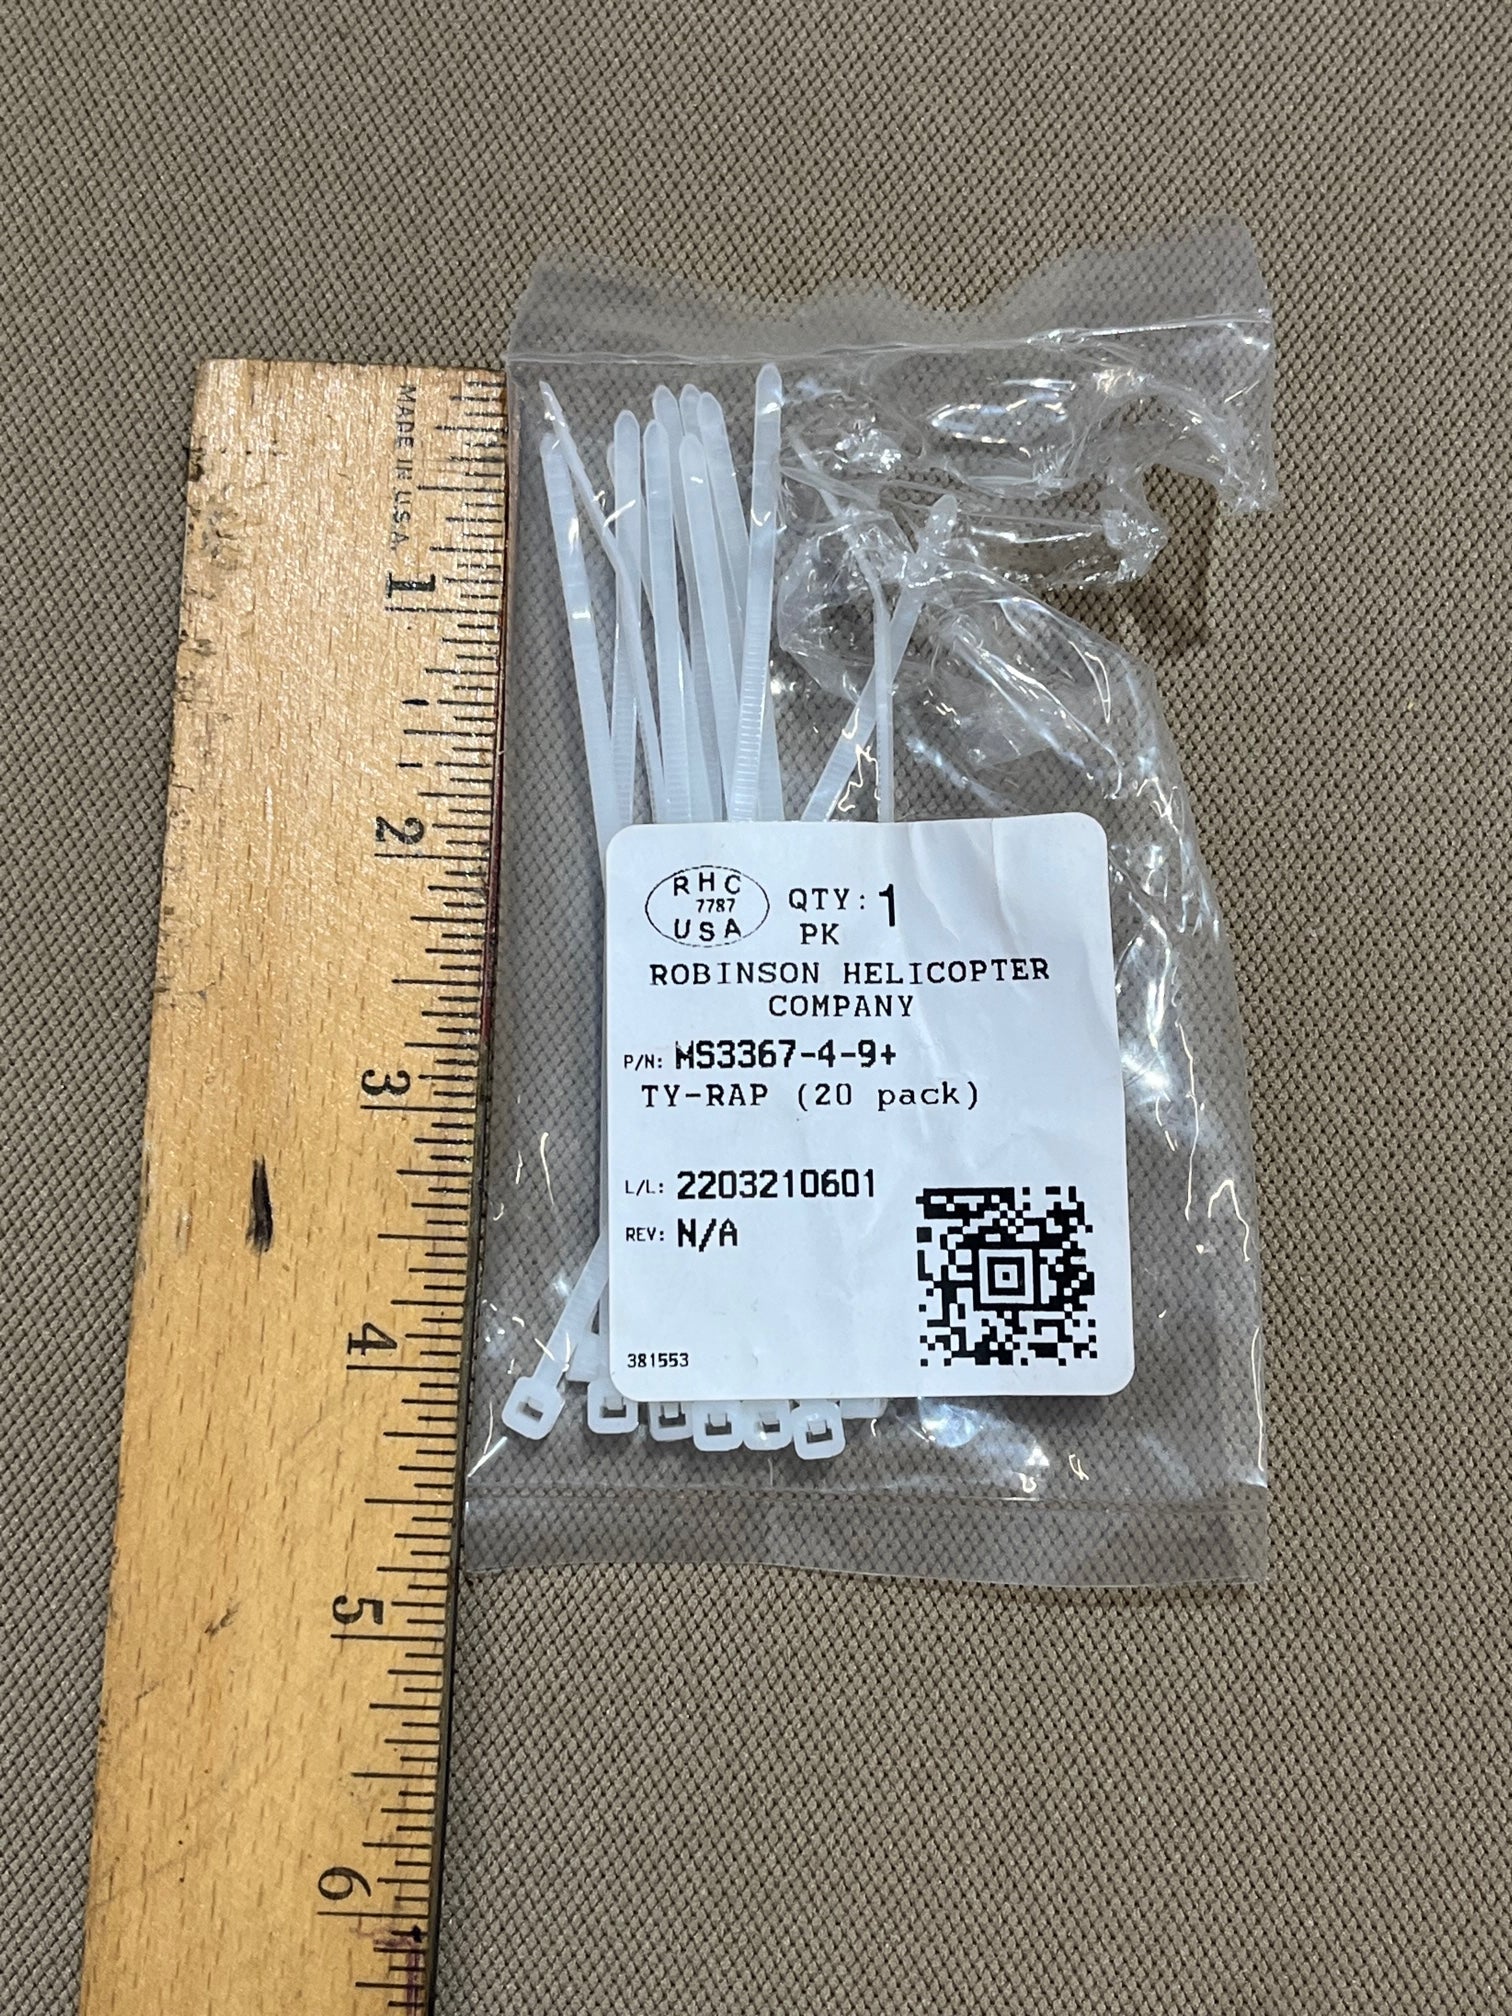 MADE IN U.S.A.
1
2
3
4
5
6
RHC
7787
USA
QTY: 1
PK
ROBINSON HELICOPTER
COMPANY
P/N: MS3367-4-9+
TY-RAP (20 pack)
L/L: 2203210601
REV: N/A
381553